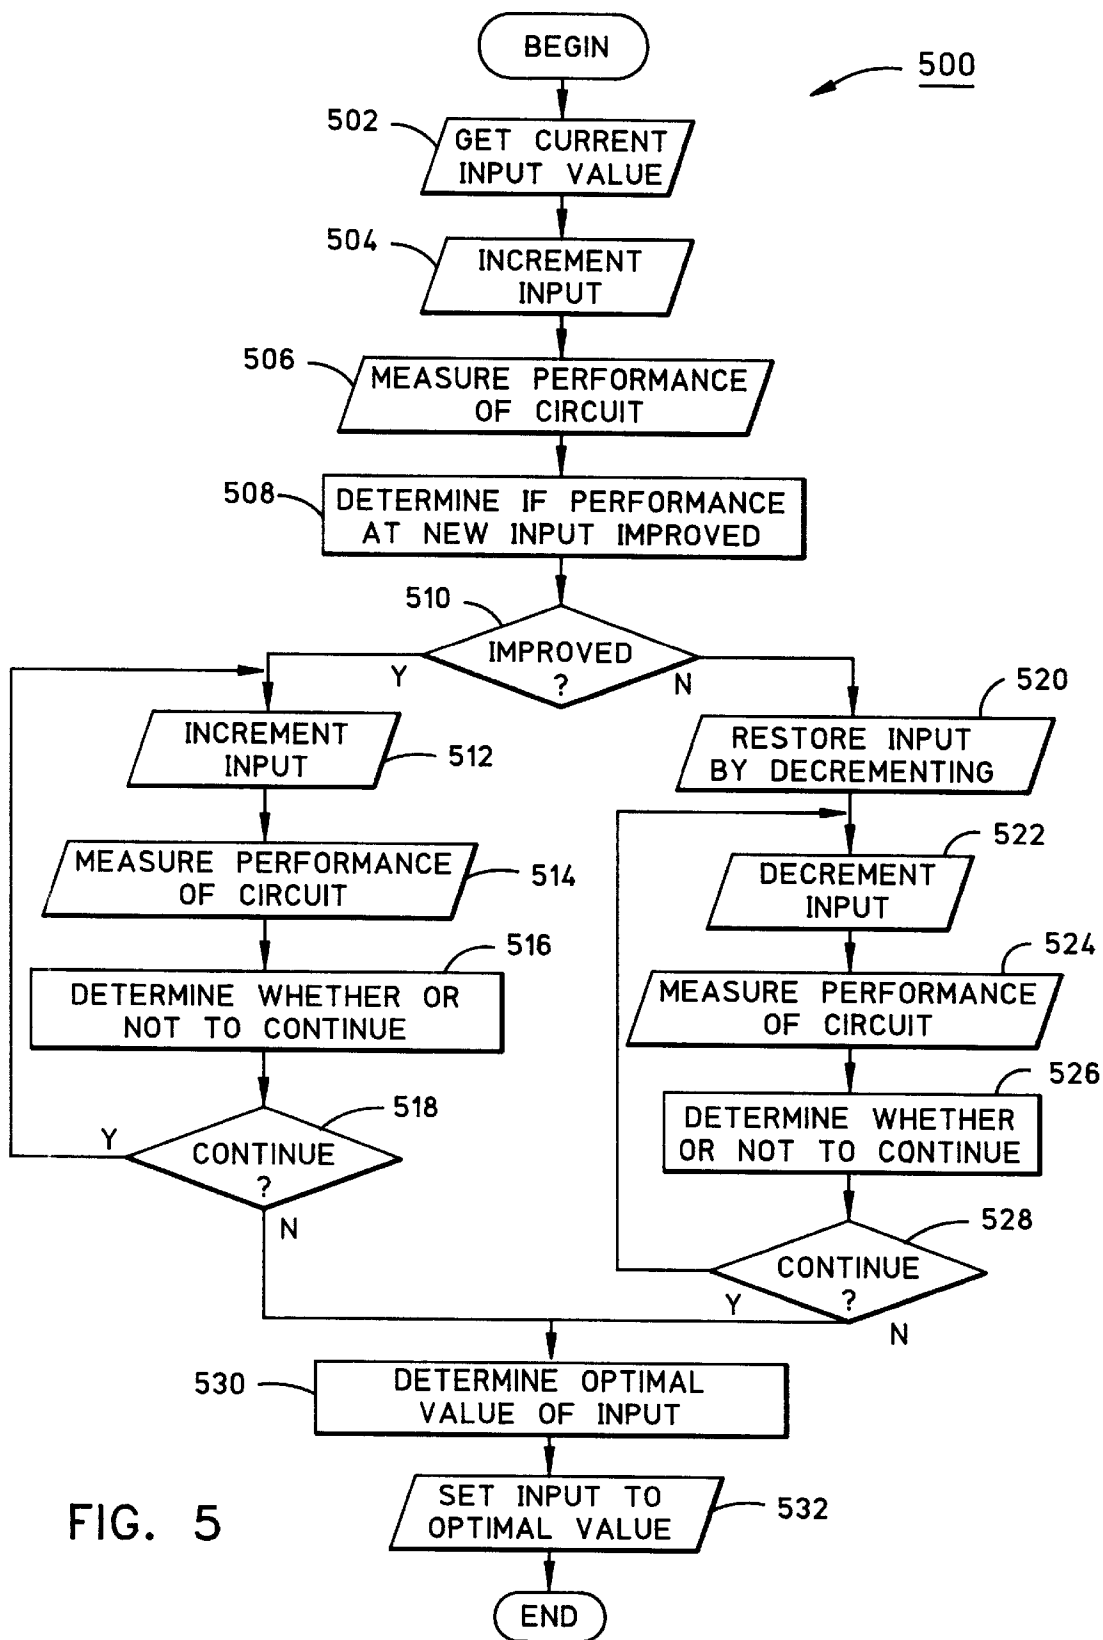 BEGIN
500
502
GET CURRENT
INPUT VALUE
504
INCREMENT
INPUT
506
MEASURE PERFORMANCE
OF CIRCUIT
508
DETERMINE IF PERFORMANCE
AT NEW INPUT IMPROVED
510
IMPROVED
?
Y
N
INCREMENT
INPUT
512
MEASURE PERFORMANCE
OF CIRCUIT
514
516
DETERMINE WHETHER OR
NOT TO CONTINUE
518
Y
CONTINUE
?
N
520
RESTORE INPUT
BY DECREMENTING
522
DECREMENT
INPUT
524
MEASURE PERFORMANCE
OF CIRCUIT
526
DETERMINE WHETHER
OR NOT TO CONTINUE
528
CONTINUE
?
Y
N
530
DETERMINE OPTIMAL
VALUE OF INPUT
SET INPUT TO
OPTIMAL VALUE
532
END
FIG. 5